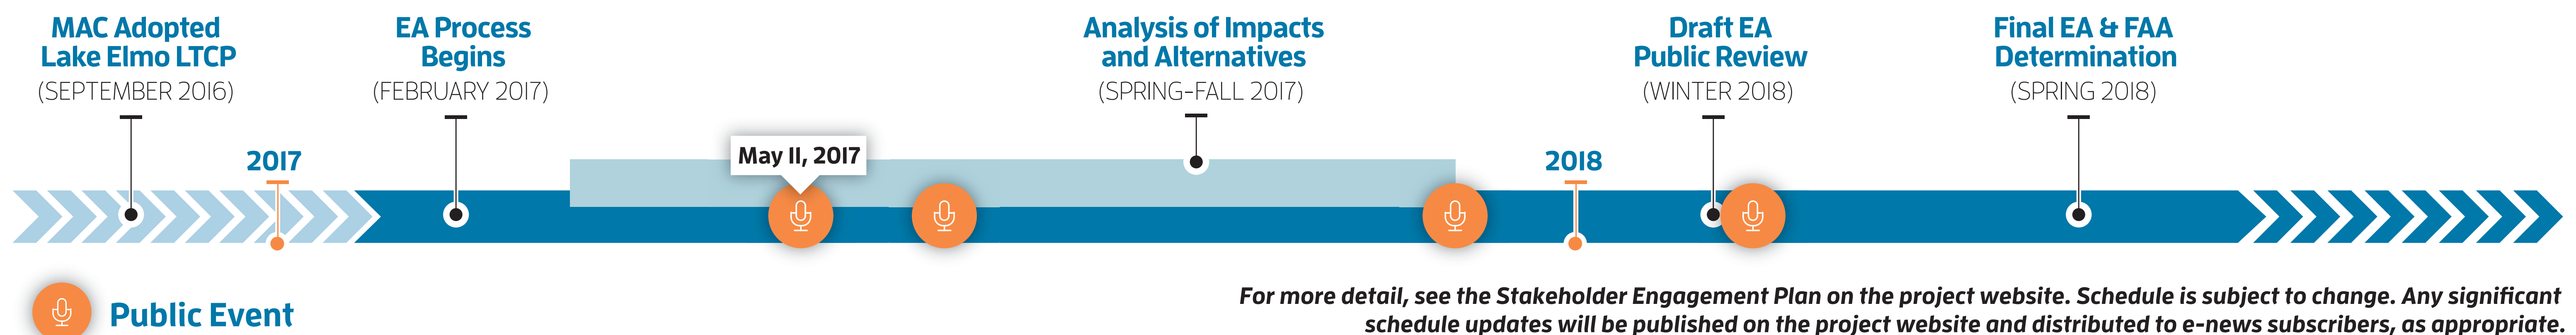 MAC Adopted
Lake Elmo LTCP
(SEPTEMBER 2016)
EA Process
Begins
(FEBRUARY 2017)
Analysis of Impacts
and Alternatives
(SPRING-FALL 2017)
Draft EA
Public Review
(WINTER 2018)
Final EA & FAA
Determination
(SPRING 2018)
2017
May 11, 2017
2018
Public Event
For more detail, see the Stakeholder Engagement Plan on the project website. Schedule is subject to change. Any significant
schedule updates will be published on the project website and distributed to e-news subscribers, as appropriate.